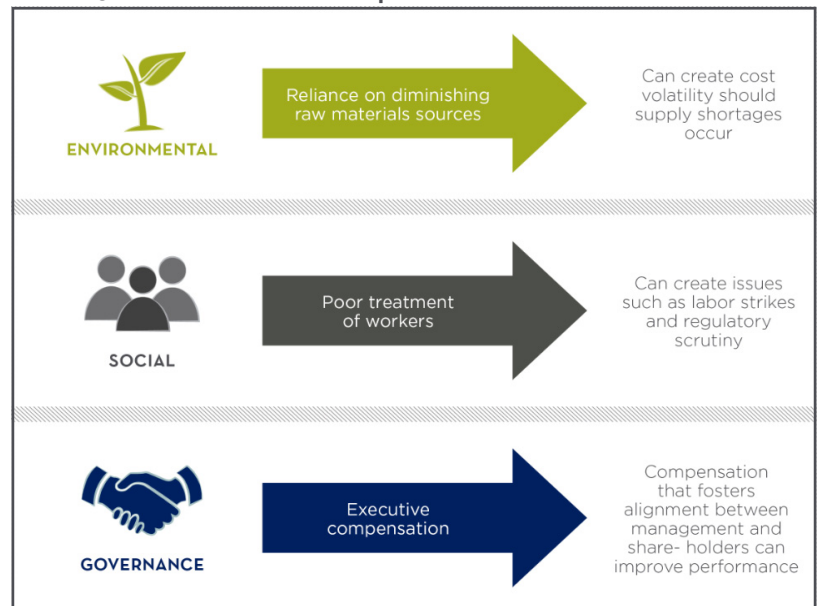 ENVIRONMENTAL
Reliance on diminishing
raw materials sources
Can create cost
volatility should
supply shortages
occur
SOCIAL
Poor treatment
of workers
Can create issues
such as labor strikes
and regulatory
scrutiny
GOVERNANCE
Executive
compensation
Compensation
that fosters
alignment between
management and
share- holders can
improve performance